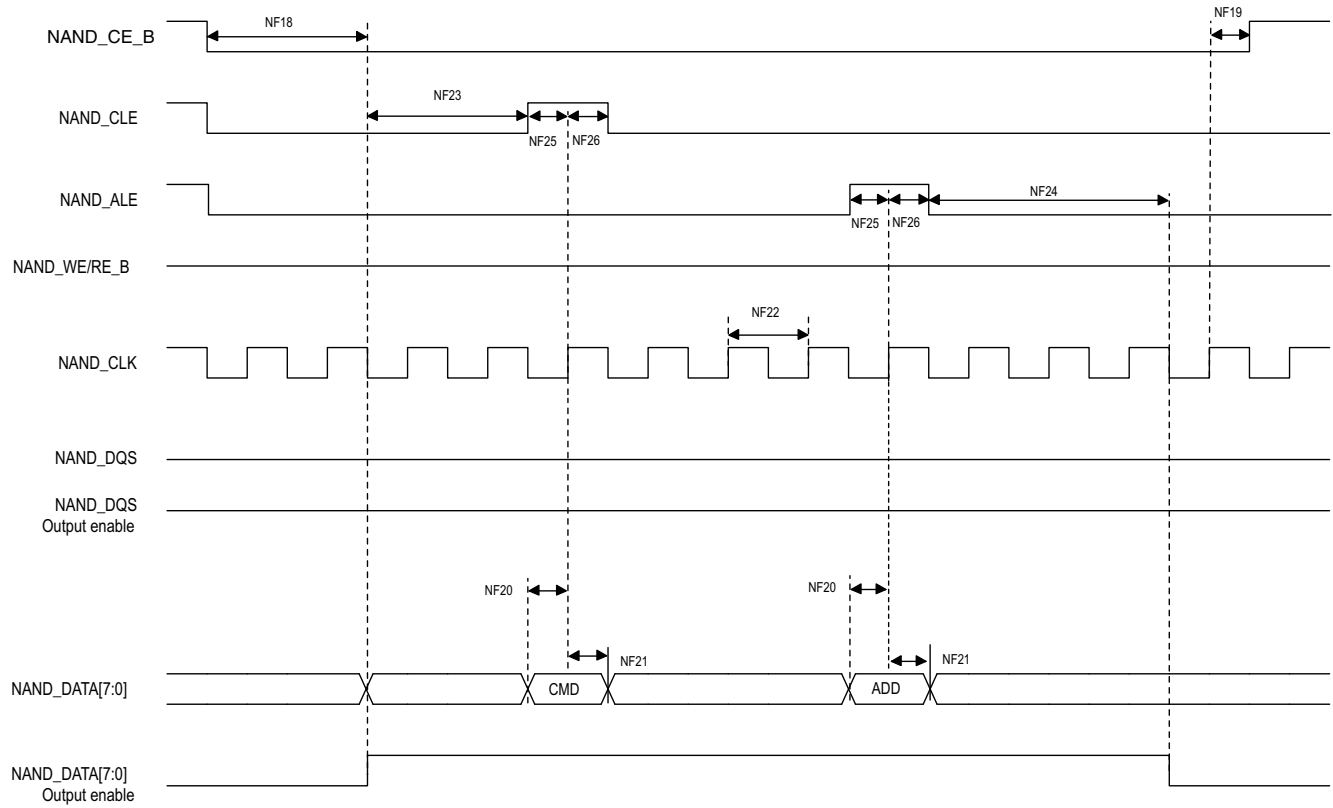 NF18
NF19
NAND_CE_B
NF23
NAND_CLE
NF25 NF26
NAND_ALE
NF24
NF25 NF26
NAND_WE/RE_B
NF22
NAND_CLK
NAND_DQS
NAND_DQS
Output enable
NF20
NF20
NF21
NF21
NAND_DATA[7:0]
CMD
ADD
NAND_DATA[7:0]
Output enable